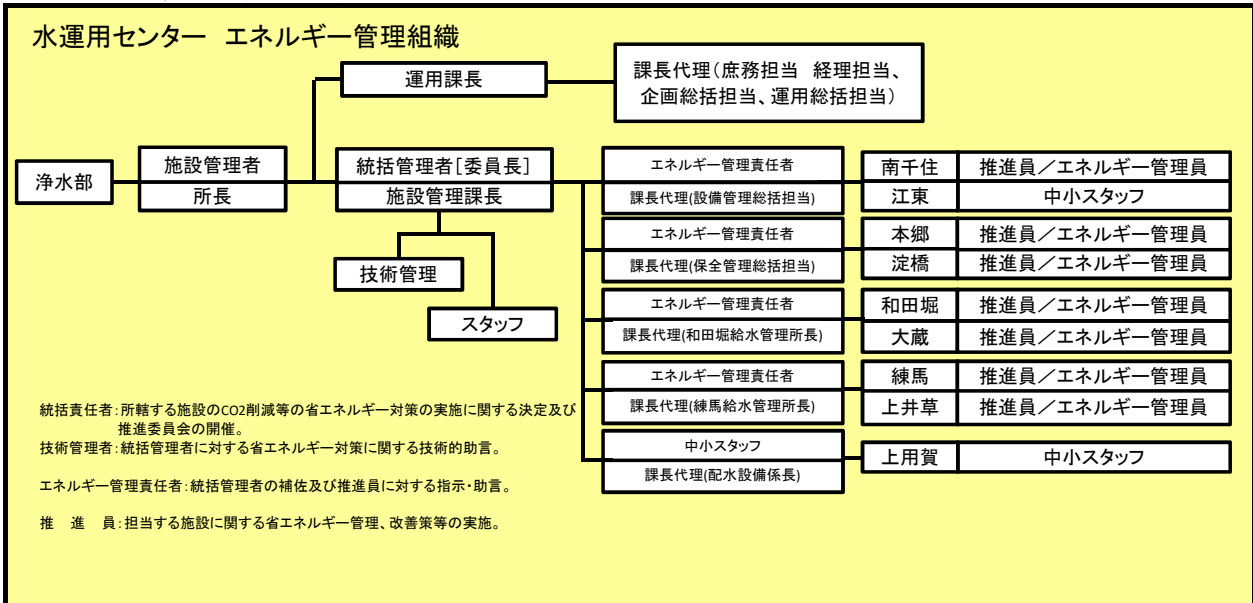 水運用センター エネルギー管理組織
運用課長
課長代理(庶務担当 経理担当、
企画総括担当、運用総括担当)
浄水部
施設管理者
所長
統括管理者[委員長]
施設管理課長
技術管理
スタッフ
エネルギー管理責任者
課長代理(設備管理総括担当)
南千住 推進員/エネルギー管理員
江東 中小スタッフ
エネルギー管理責任者
課長代理(保全管理総括担当)
本郷 推進員/エネルギー管理員
淀橋 推進員/エネルギー管理員
エネルギー管理責任者
課長代理(和田堀給水管理所長)
和田堀 推進員/エネルギー管理員
大蔵 推進員/エネルギー管理員
エネルギー管理責任者
課長代理(練馬給水管理所長)
練馬 推進員/エネルギー管理員
上井草 推進員/エネルギー管理員
中小スタッフ
課長代理(配水設備係長)
上用賀 中小スタッフ
統括責任者:所轄する施設のCO2削減等の省エネルギー対策の実施に関する決定及び
推進委員会の開催。
技術管理者:統括管理者に対する省エネルギー対策に関する技術的助言。
エネルギー管理責任者:統括管理者の補佐及び推進員に対する指示・助言。
推 進 員:担当する施設に関する省エネルギー管理、改善策等の実施。